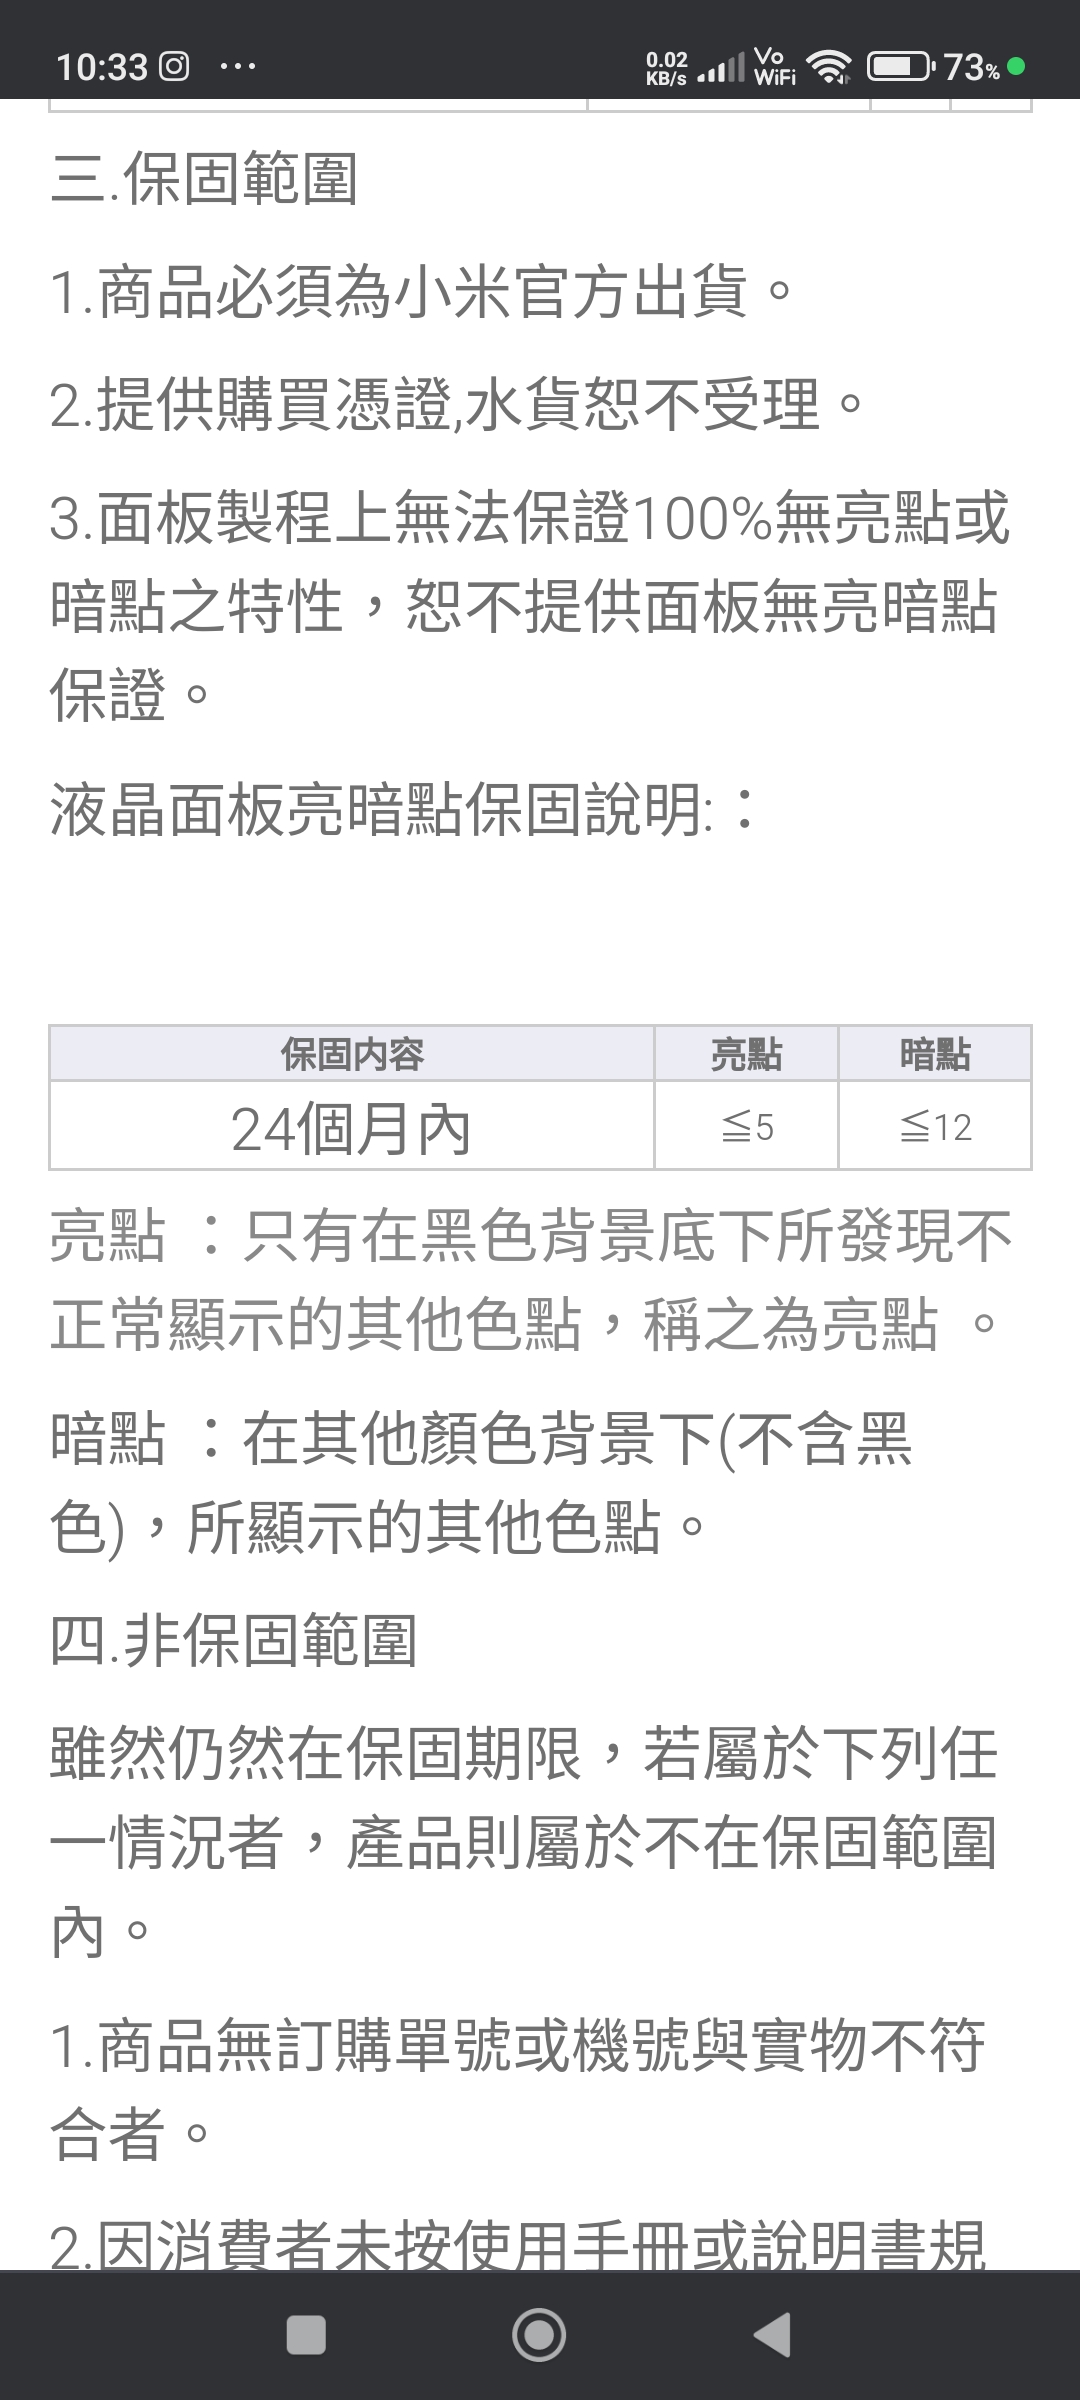 10:33
0.02 KB/s Vo WiFi 73%
三.保固範圍
1.商品必須為小米官方出貨。
2.提供購買憑證,水貨恕不受理。
3.面板製程上無法保證100%無亮點或
暗點之特性，恕不提供面板無亮暗點
保證。
液晶面板亮暗點保固說明:：
保固内容 亮點 暗點
24個月內 ≦5 ≦12
亮點 ：只有在黑色背景底下所發現不
正常顯示的其他色點，稱之為亮點 。
暗點 ：在其他顏色背景下(不含黑
色)，所顯示的其他色點。
四.非保固範圍
雖然仍然在保固期限，若屬於下列任
一情況者，產品則屬於不在保固範圍
內。
1.商品無訂購單號或機號與實物不符
合者。
2.因消費者未按使用手冊或說明書規